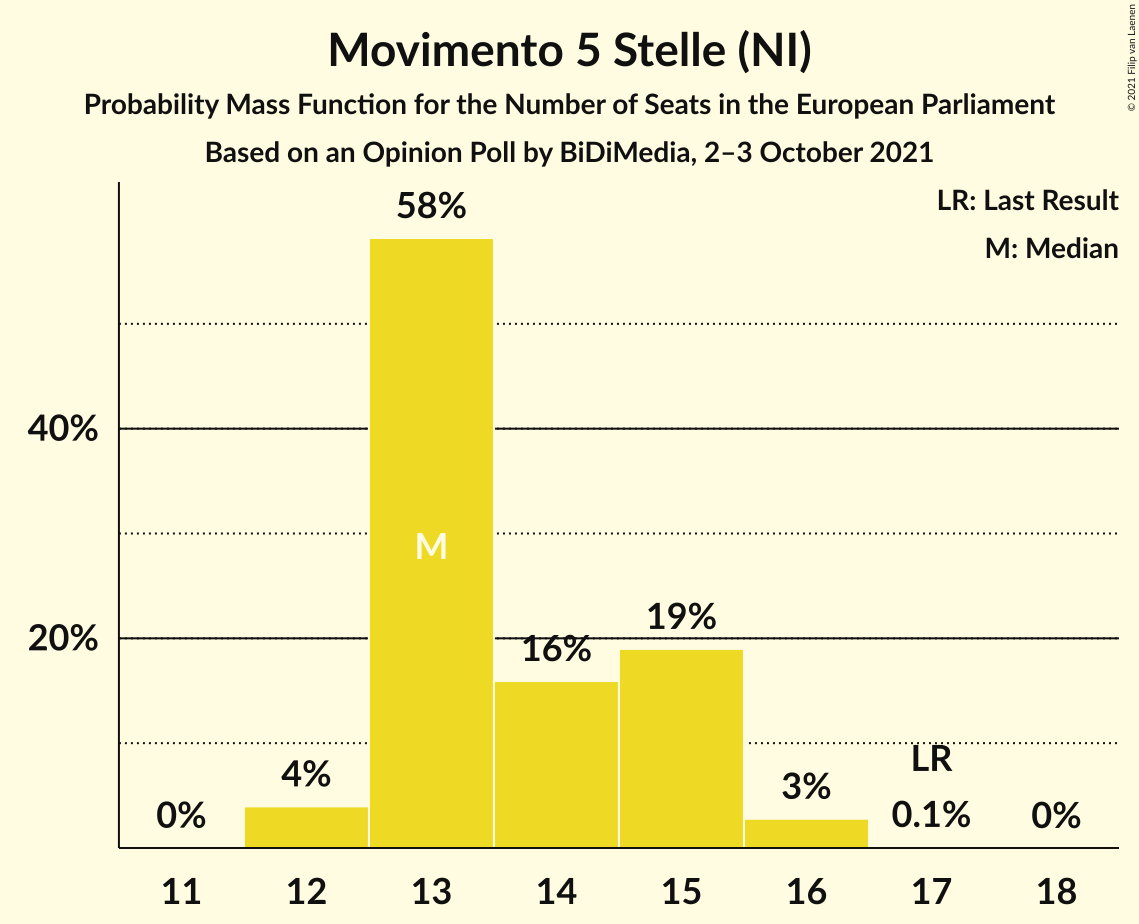 Movimento 5 Stelle (NI)
Probability Mass Function for the Number of Seats in the European Parliament
Based on an Opinion Poll by BiDiMedia, 2–3 October 2021
© 2021 Filip van Laenen
LR: Last Result
M: Median
58%
40%
M
20%
19%
16%
LR
4%
3%
0%
0.1%
0%
11 12 13 14 15 16 17 18